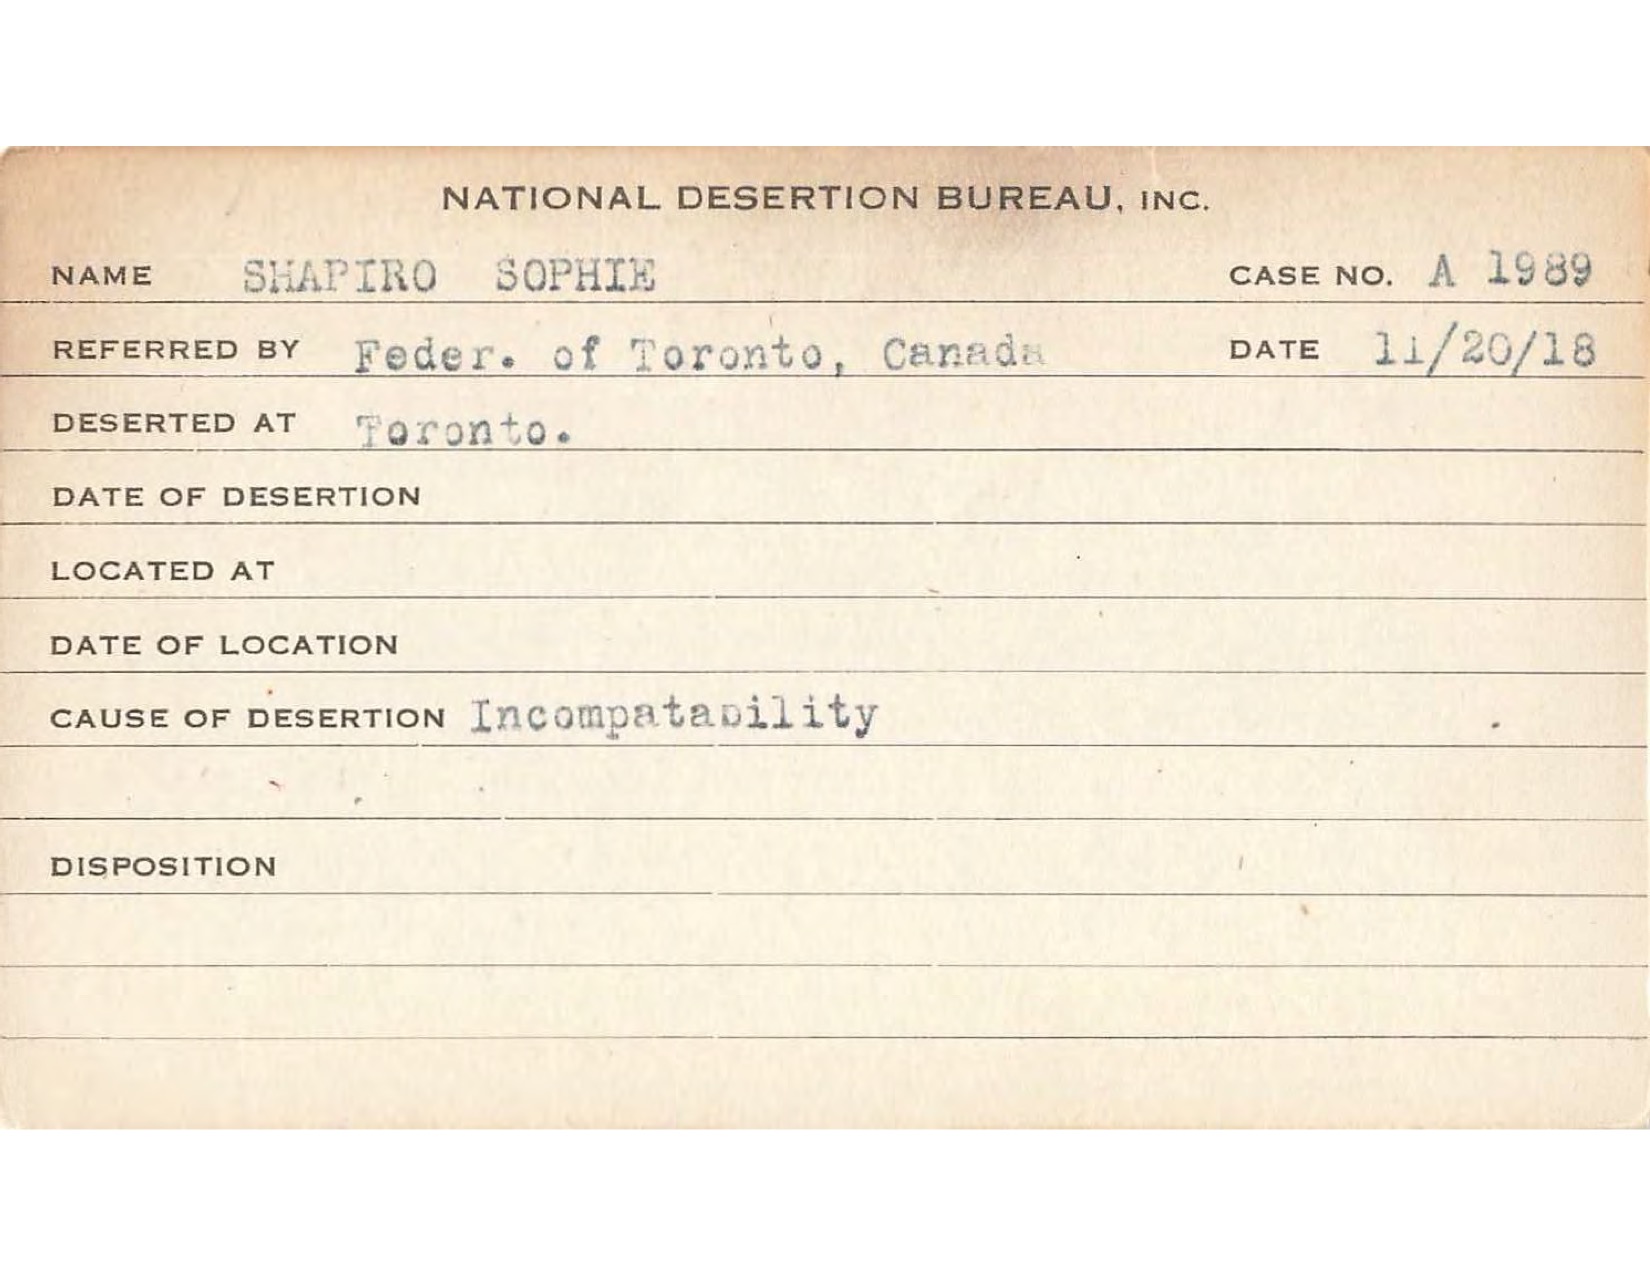 NATIONAL DESERTION BUREAU, INC.
NAME SHAPIRO SOPHIE CASE NO. A 1989
REFERRED BY Feder. of Toronto, Canada DATE 11/20/18
DESERTED AT Toronto.
DATE OF DESERTION
LOCATED AT
DATE OF LOCATION
CAUSE OF DESERTION Incompatability
DISPOSITION